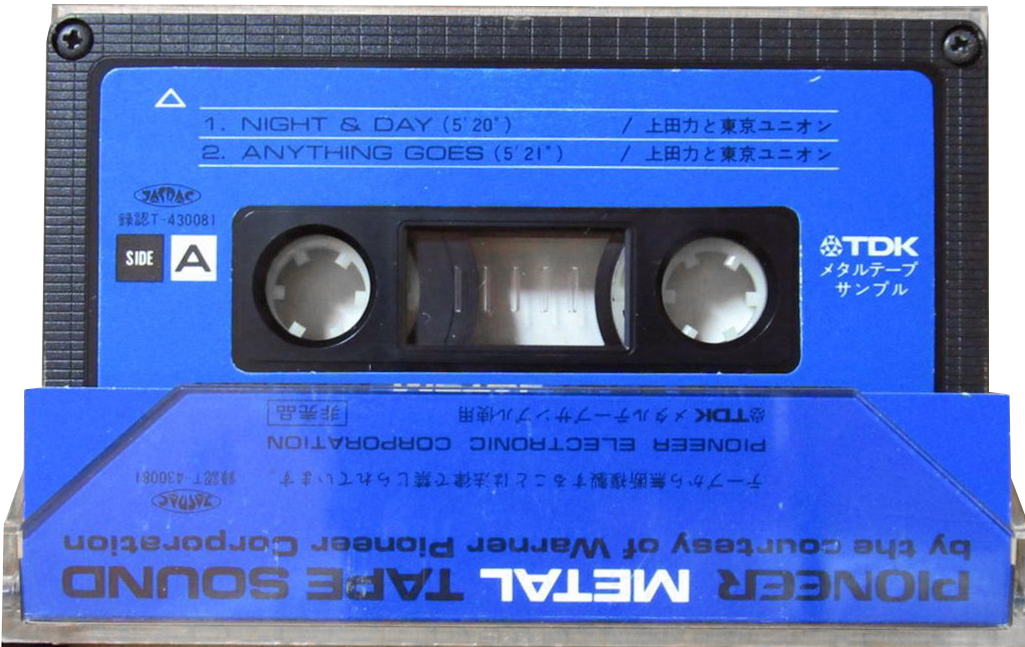 1. NIGHT & DAY (5'20") / 上田力と東京ユニオン
2. ANYTHING GOES (5'21") / 上田力と東京ユニオン
JASRAC
録認T-430081
SIDE A
TDK
メタルテープ
サンプル
PIONEER METAL TAPE SOUND
by the courtesy of Warner Pioneer Corporation
JASRAC
録認T-430081
テープから無断複製することは法律で禁じられています。
PIONEER ELECTRONIC CORPORATION
TDK メタルテープサンプル使用 非売品